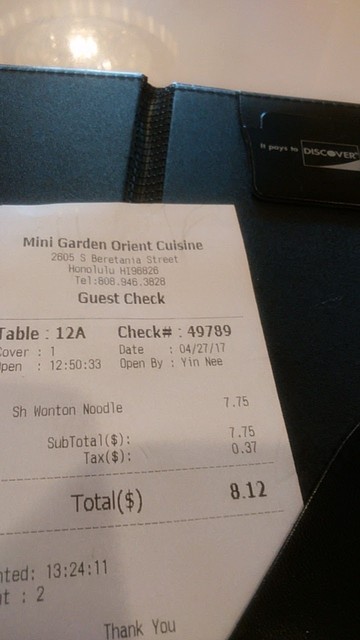 It pays to DISCOVER
Mini Garden Orient Cuisine
2605 S Beretania Street
Honolulu HI96826
Tel:808.946.3828
Guest Check
Table : 12A Check# : 49789
Cover : 1 Date : 04/27/17
pen : 12:50:33 Open By : Yin Nee
Sh Wonton Noodle 7.75
SubTotal($): 7.75
Tax($): 0.37
Total($) 8.12
nted: 13:24:11
nt : 2
Thank You